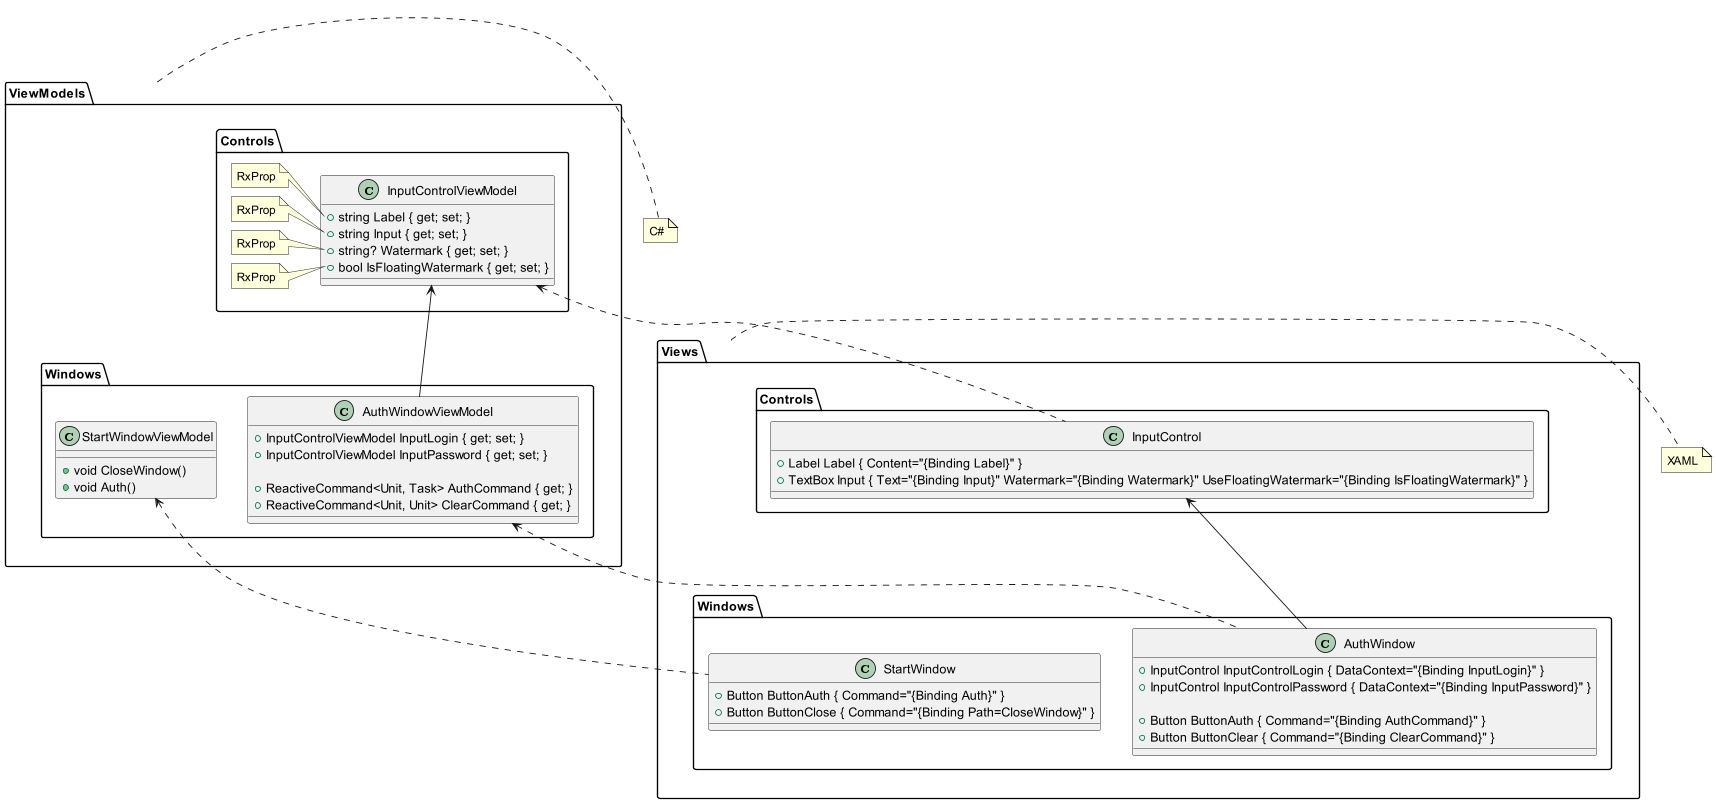 ViewModels
Controls
RxProp
RxProp
RxProp
RxProp
C InputControlViewModel
string Label { get; set; }
string Input { get; set; }
string? Watermark { get; set; }
bool IsFloatingWatermark { get; set; }
C#
Windows
C StartWindowViewModel
void CloseWindow()
void Auth()
C AuthWindowViewModel
InputControlViewModel InputLogin { get; set; }
InputControlViewModel InputPassword { get; set; }
ReactiveCommand<Unit, Task> AuthCommand { get; }
ReactiveCommand<Unit, Unit> ClearCommand { get; }
Views
Controls
C InputControl
Label Label { Content="{Binding Label}" }
TextBox Input { Text="{Binding Input}" Watermark="{Binding Watermark}" UseFloatingWatermark="{Binding IsFloatingWatermark}" }
XAML
Windows
C StartWindow
Button ButtonAuth { Command="{Binding Auth}" }
Button ButtonClose { Command="{Binding Path=CloseWindow}" }
C AuthWindow
InputControl InputControlLogin { DataContext="{Binding InputLogin}" }
InputControl InputControlPassword { DataContext="{Binding InputPassword}" }
Button ButtonAuth { Command="{Binding AuthCommand}" }
Button ButtonClear { Command="{Binding ClearCommand}" }